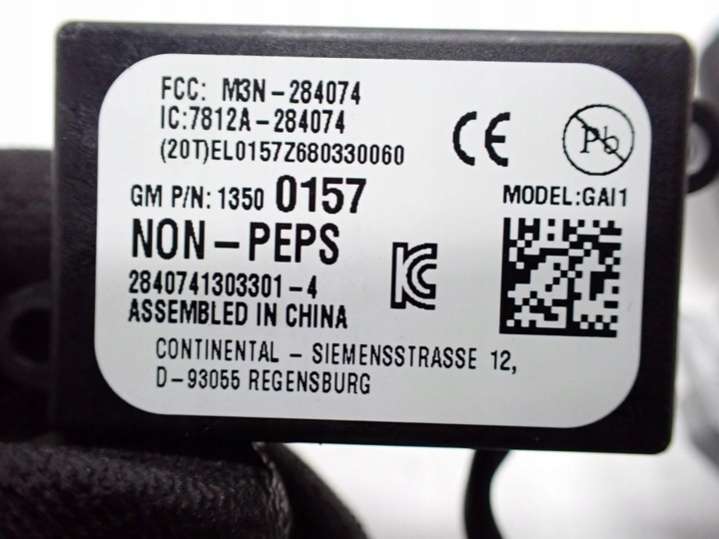 FCC: M3N-284074
IC:7812A-284074
(20T)EL0157Z680330060
CE
Pb
GM P/N: 1350 0157
MODEL:GAI1
NON-PEPS
2840741303301-4
ASSEMBLED IN CHINA
CONTINENTAL - SIEMENSSTRASSE 12,
D-93055 REGENSBURG